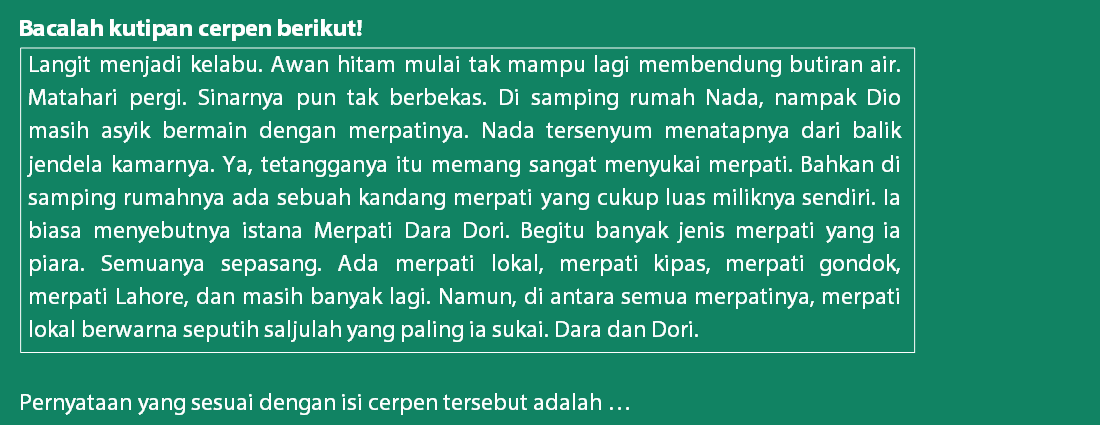 Bacalah kutipan cerpen berikut!
Langit menjadi kelabu. Awan hitam mulai tak mampu lagi membendung butiran air.
Matahari pergi. Sinarnya pun tak berbekas. Di samping rumah Nada, nampak Dio
masih asyik bermain dengan merpatinya. Nada tersenyum menatapnya dari balik
jendela kamarnya. Ya, tetangganya itu memang sangat menyukai merpati. Bahkan di
samping rumahnya ada sebuah kandang merpati yang cukup luas miliknya sendiri. Ia
biasa menyebutnya istana Merpati Dara Dori. Begitu banyak jenis merpati yang ia
piara. Semuanya sepasang. Ada merpati lokal, merpati kipas, merpati gondok,
merpati Lahore, dan masih banyak lagi. Namun, di antara semua merpatinya, merpati
lokal berwarna seputih saljulah yang paling ia sukai. Dara dan Dori.
Pernyataan yang sesuai dengan isi cerpen tersebut adalah ...